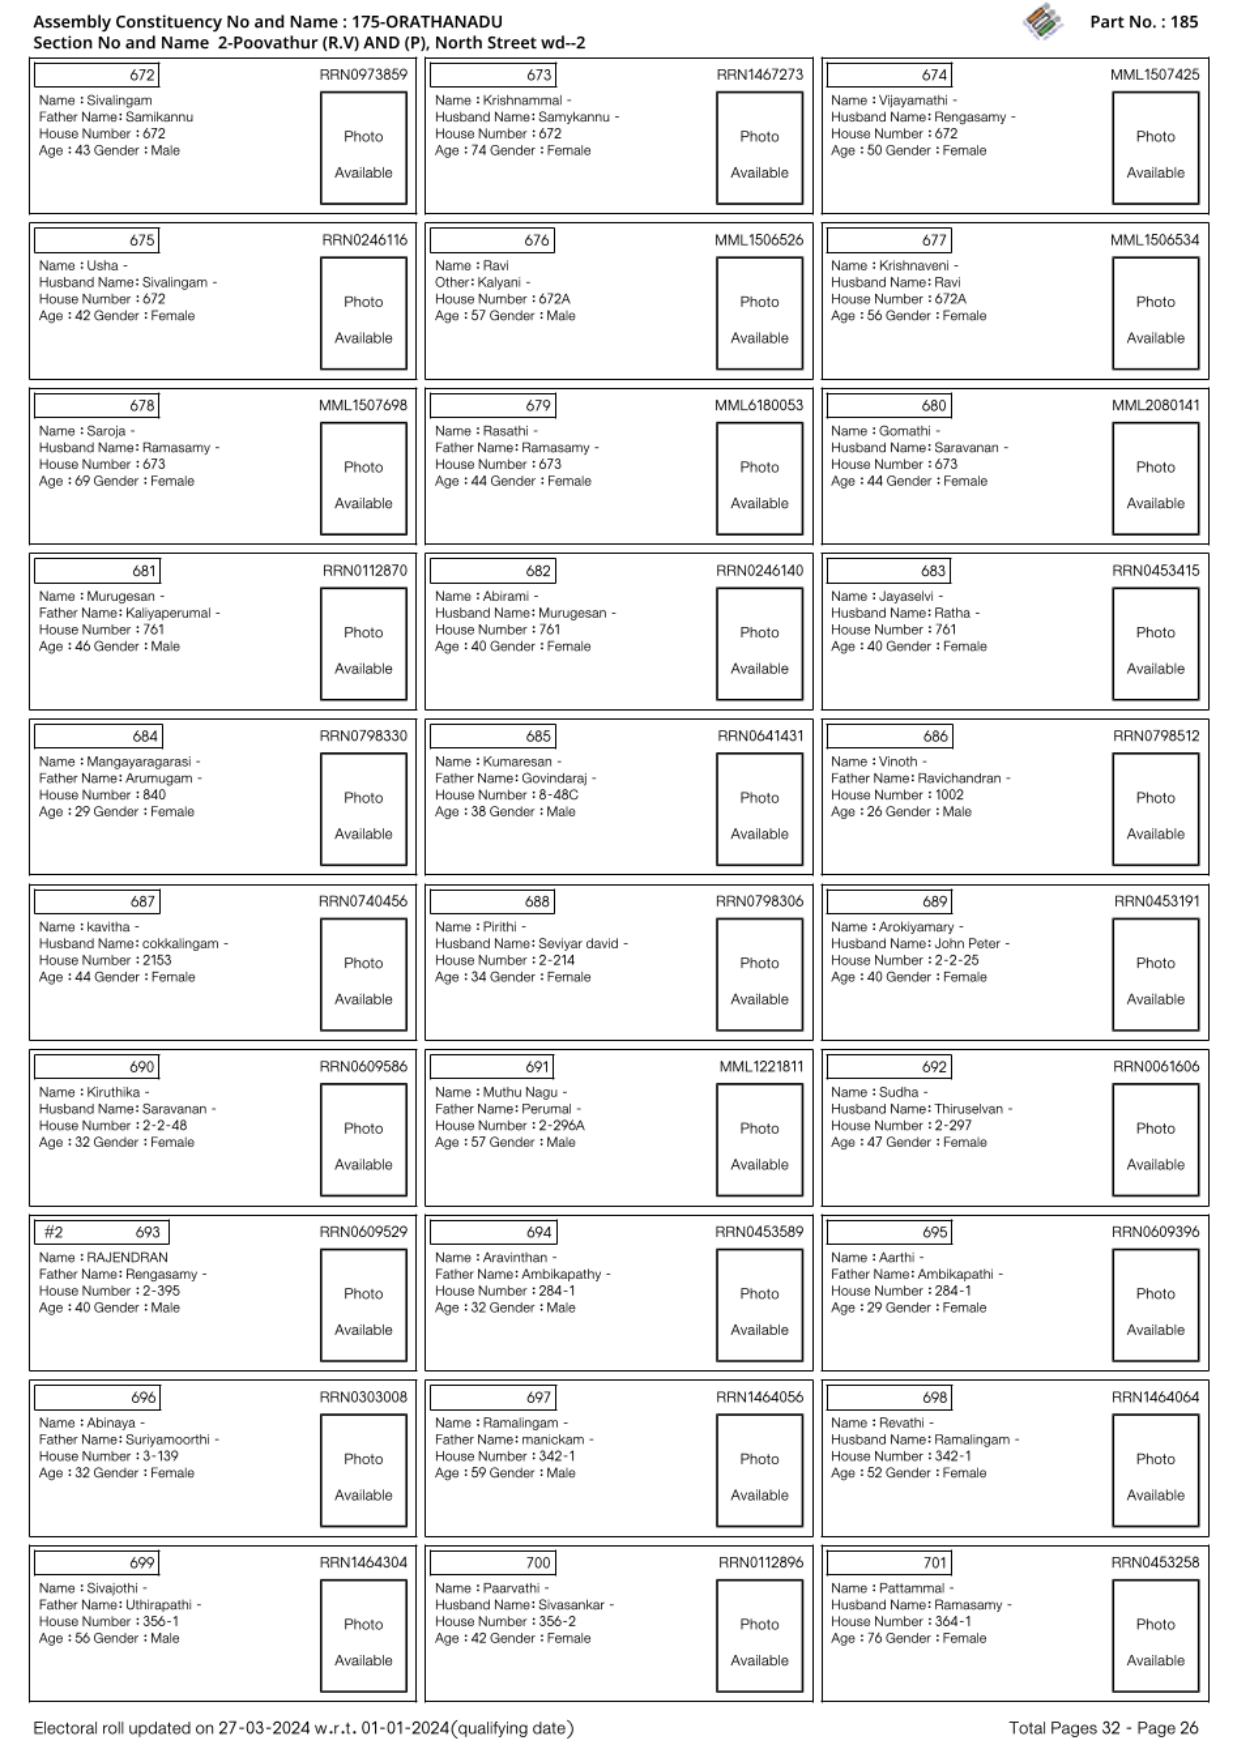 Assembly Constituency No and Name : 175-ORATHANADU
Part No. : 185
Section No and Name 2-Poovathur (R.V) AND (P), North Street wd--2
672 RRN0973859
Name : Sivalingam
Father Name: Samikannu
House Number : 672
Age : 43 Gender : Male
Photo
Available
673 RRN1467273
Name : Krishnammal -
Husband Name: Samykannu -
House Number : 672
Age : 74 Gender : Female
Photo
Available
674 MML1507425
Name : Vijayamathi -
Husband Name: Rengasamy -
House Number : 672
Age : 50 Gender : Female
Photo
Available
675 RRN0246116
Name : Usha -
Husband Name: Sivalingam -
House Number : 672
Age : 42 Gender : Female
Photo
Available
676 MML1506526
Name : Ravi
Other: Kalyani -
House Number : 672A
Age : 57 Gender : Male
Photo
Available
677 MML1506534
Name : Krishnaveni -
Husband Name: Ravi
House Number : 672A
Age : 56 Gender : Female
Photo
Available
678 MML1507698
Name : Saroja -
Husband Name: Ramasamy -
House Number : 673
Age : 69 Gender : Female
Photo
Available
679 MML6180053
Name : Rasathi -
Father Name: Ramasamy -
House Number : 673
Age : 44 Gender : Female
Photo
Available
680 MML2080141
Name : Gomathi -
Husband Name: Saravanan -
House Number : 673
Age : 44 Gender : Female
Photo
Available
681 RRN0112870
Name : Murugesan -
Father Name: Kaliyaperumal -
House Number : 761
Age : 46 Gender : Male
Photo
Available
682 RRN0246140
Name : Abirami -
Husband Name: Murugesan -
House Number : 761
Age : 40 Gender : Female
Photo
Available
683 RRN0453415
Name : Jayaselvi -
Husband Name: Ratha -
House Number : 761
Age : 40 Gender : Female
Photo
Available
684 RRN0798330
Name : Mangayaragarasi -
Father Name: Arumugam -
House Number : 840
Age : 29 Gender : Female
Photo
Available
685 RRN0641431
Name : Kumaresan -
Father Name: Govindaraj -
House Number : 8-48C
Age : 38 Gender : Male
Photo
Available
686 RRN0798512
Name : Vinoth -
Father Name: Ravichandran -
House Number : 1002
Age : 26 Gender : Male
Photo
Available
687 RRN0740456
Name : kavitha -
Husband Name: cokkalingam -
House Number : 2153
Age : 44 Gender : Female
Photo
Available
688 RRN0798306
Name : Pirithi -
Husband Name: Seviyar david -
House Number : 2-214
Age : 34 Gender : Female
Photo
Available
689 RRN0453191
Name : Arokiyamary -
Husband Name: John Peter -
House Number : 2-2-25
Age : 40 Gender : Female
Photo
Available
690 RRN0609586
Name : Kiruthika -
Husband Name: Saravanan -
House Number : 2-2-48
Age : 32 Gender : Female
Photo
Available
691 MML1221811
Name : Muthu Nagu -
Father Name: Perumal -
House Number : 2-296A
Age : 57 Gender : Male
Photo
Available
692 RRN0061606
Name : Sudha -
Husband Name: Thiruselvan -
House Number : 2-297
Age : 47 Gender : Female
Photo
Available
#2 693 RRN0609529
Name : RAJENDRAN
Father Name: Rengasamy -
House Number : 2-395
Age : 40 Gender : Male
Photo
Available
694 RRN0453589
Name : Aravinthan -
Father Name: Ambikapathy -
House Number : 284-1
Age : 32 Gender : Male
Photo
Available
695 RRN0609396
Name : Aarthi -
Father Name: Ambikapathi -
House Number : 284-1
Age : 29 Gender : Female
Photo
Available
696 RRN0303008
Name : Abinaya -
Father Name: Suriyamoorthi -
House Number : 3-139
Age : 32 Gender : Female
Photo
Available
697 RRN1464056
Name : Ramalingam -
Father Name: manickam -
House Number : 342-1
Age : 59 Gender : Male
Photo
Available
698 RRN1464064
Name : Revathi -
Husband Name: Ramalingam -
House Number : 342-1
Age : 52 Gender : Female
Photo
Available
699 RRN1464304
Name : Sivajothi -
Father Name: Uthirapathi -
House Number : 356-1
Age : 56 Gender : Male
Photo
Available
700 RRN0112896
Name : Paarvathi -
Husband Name: Sivasankar -
House Number : 356-2
Age : 42 Gender : Female
Photo
Available
701 RRN0453258
Name : Pattammal -
Husband Name: Ramasamy -
House Number : 364-1
Age : 76 Gender : Female
Photo
Available
Electoral roll updated on 27-03-2024 w.r.t. 01-01-2024(qualifying date)
Total Pages 32 - Page 26